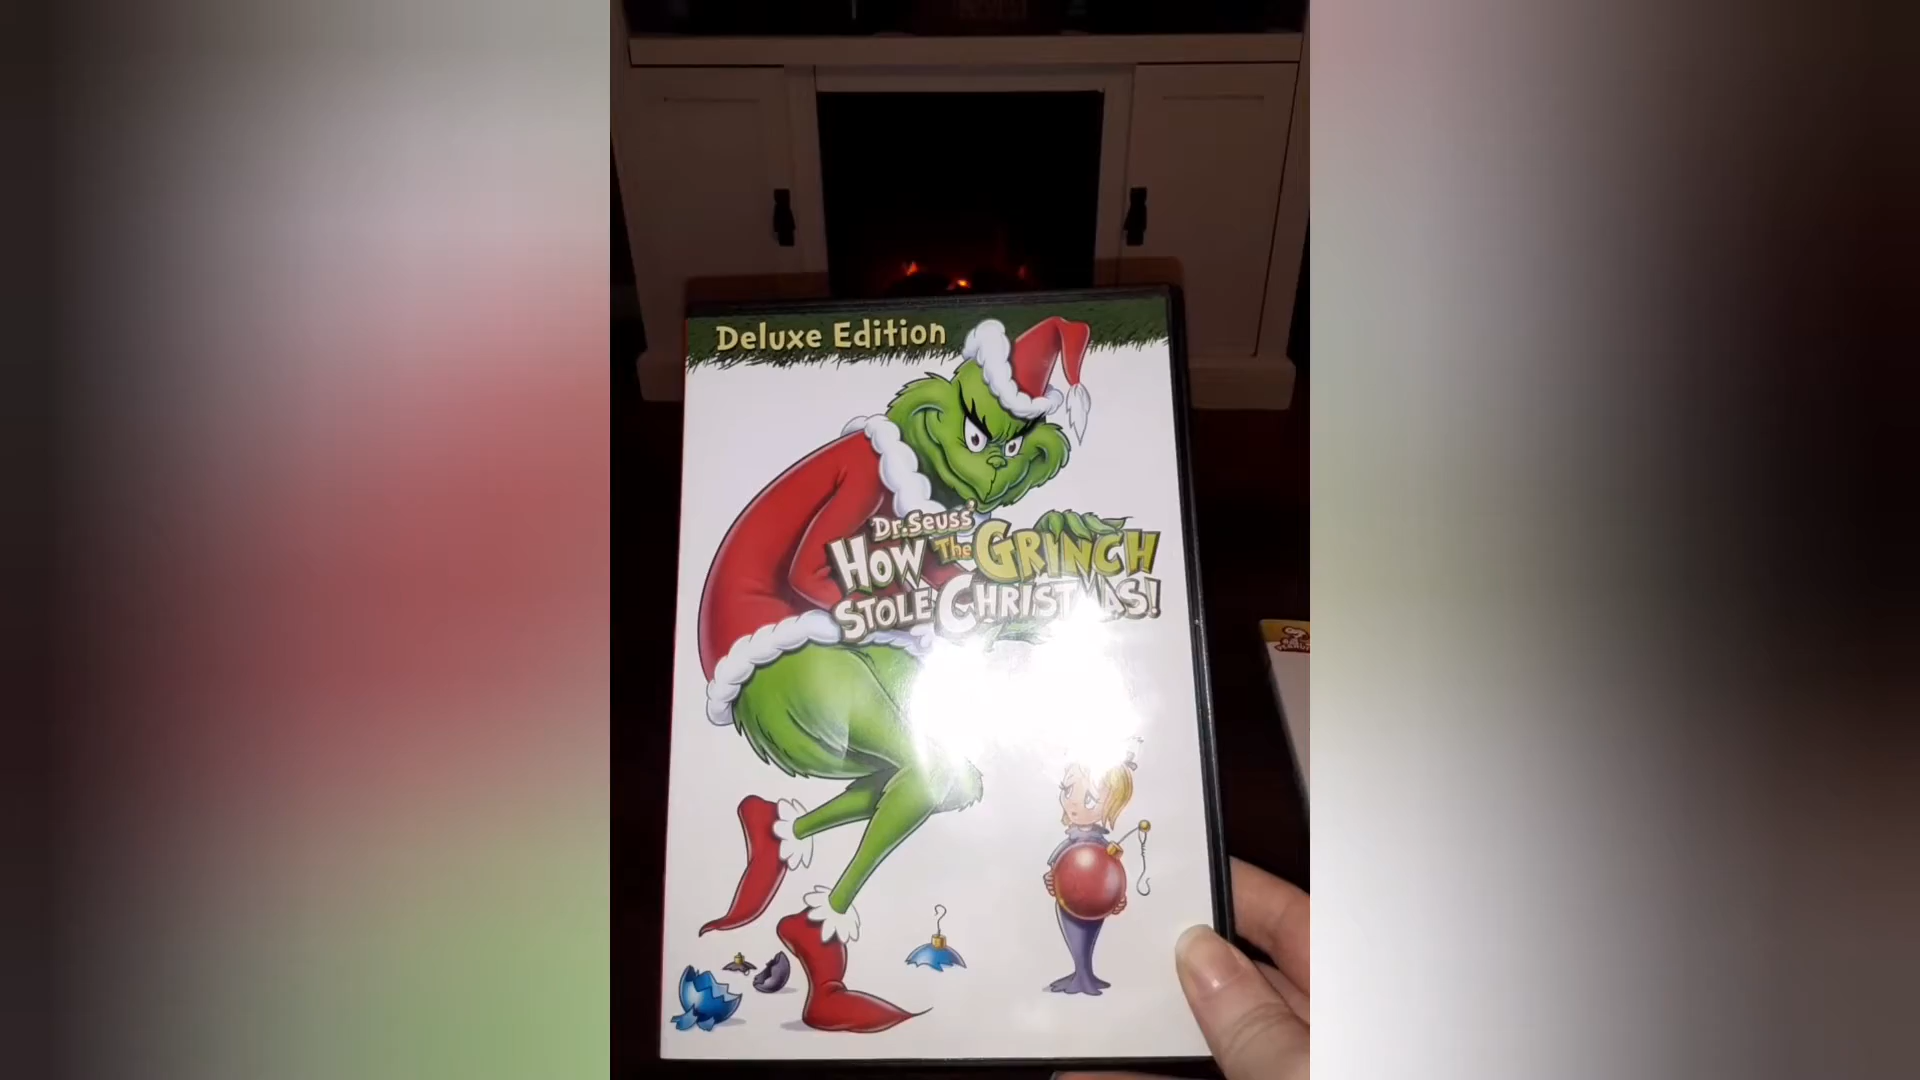 Deluxe Edition
Dr. Seuss'
HOW The GRINCH
STOLE CHRISTMAS!